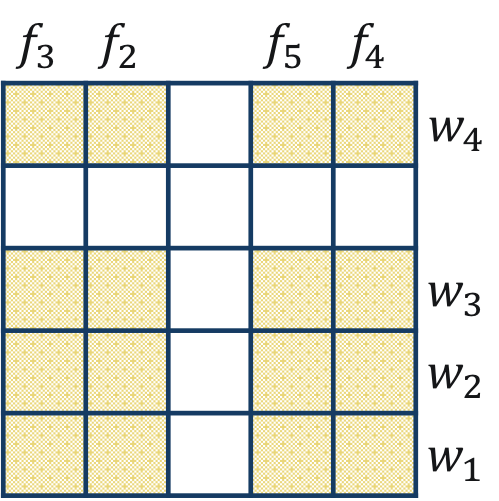 f₃ f₂ f₅ f₄
w₄
w₃
w₂
w₁